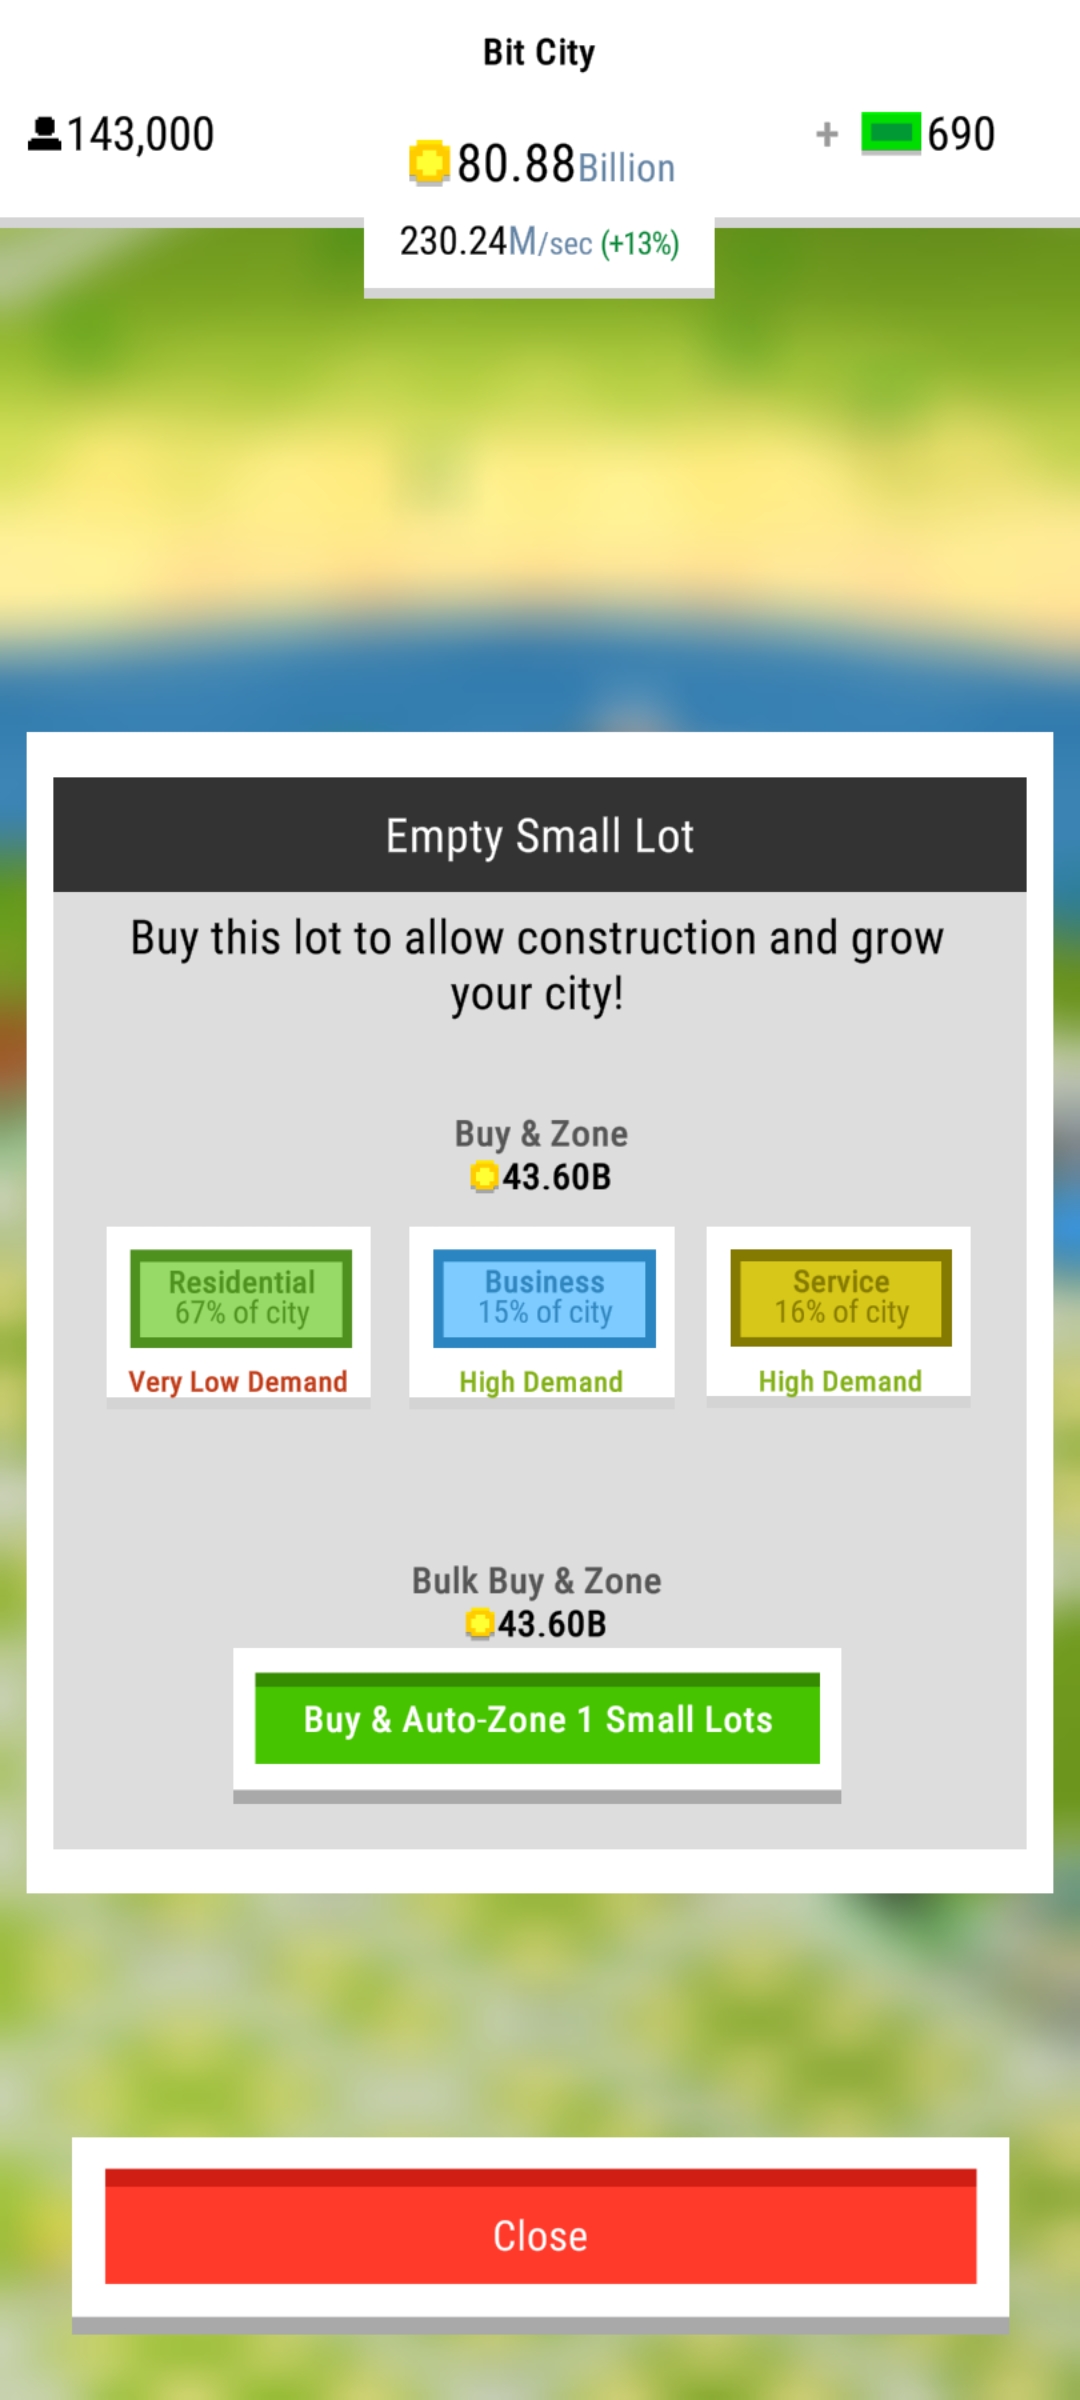 Bit City
143,000
80.88Billion
+ 690
230.24M/sec (+13%)
Empty Small Lot
Buy this lot to allow construction and grow
your city!
Buy & Zone
43.60B
Residential
67% of city
Very Low Demand
Business
15% of city
High Demand
Service
16% of city
High Demand
Bulk Buy & Zone
43.60B
Buy & Auto-Zone 1 Small Lots
Close